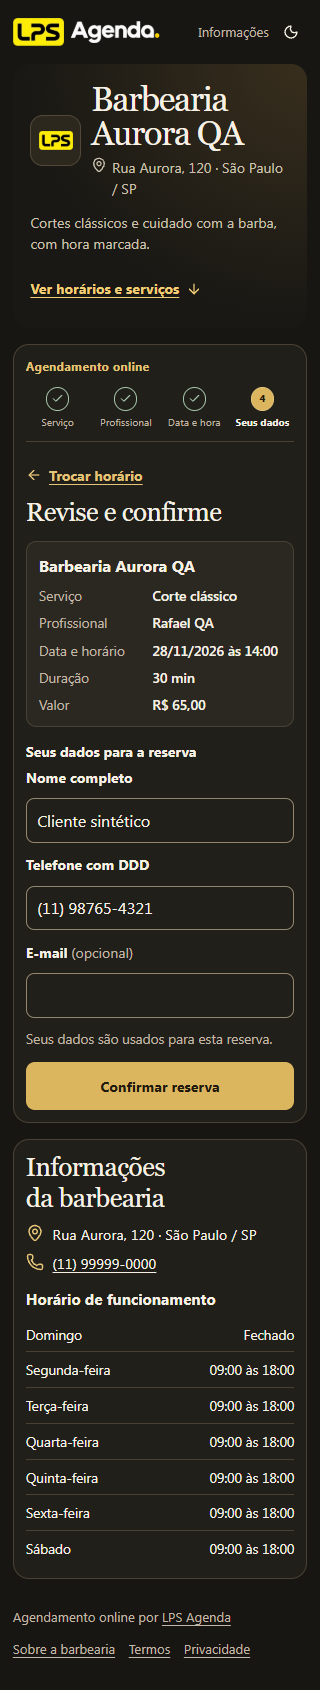 LPS Agenda.
Informações
LPS
Barbearia
Aurora QA
Rua Aurora, 120 · São Paulo
/ SP
Cortes clássicos e cuidado com a barba,
com hora marcada.
Ver horários e serviços
Agendamento online
4
Serviço
Profissional
Data e hora
Seus dados
Trocar horário
Revise e confirme
Barbearia Aurora QA
Serviço Corte clássico
Profissional Rafael QA
Data e horário 28/11/2026 às 14:00
Duração 30 min
Valor R$ 65,00
Seus dados para a reserva
Nome completo
Cliente sintético
Telefone com DDD
(11) 98765-4321
E-mail (opcional)
Seus dados são usados para esta reserva.
Confirmar reserva
Informações
da barbearia
Rua Aurora, 120 · São Paulo / SP
(11) 99999-0000
Horário de funcionamento
Domingo Fechado
Segunda-feira 09:00 às 18:00
Terça-feira 09:00 às 18:00
Quarta-feira 09:00 às 18:00
Quinta-feira 09:00 às 18:00
Sexta-feira 09:00 às 18:00
Sábado 09:00 às 18:00
Agendamento online por LPS Agenda
Sobre a barbearia Termos Privacidade